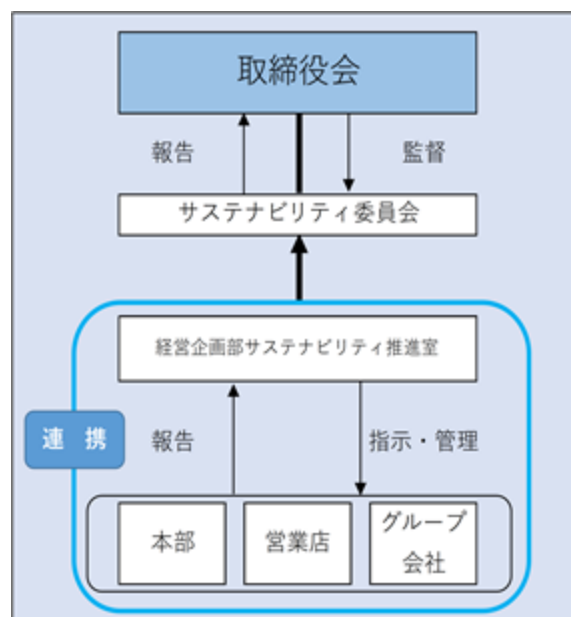 取締役会
報告
監督
サステナビリティ委員会
経営企画部サステナビリティ推進室
連 携
報告
指示・管理
本部
営業店
グループ
会社